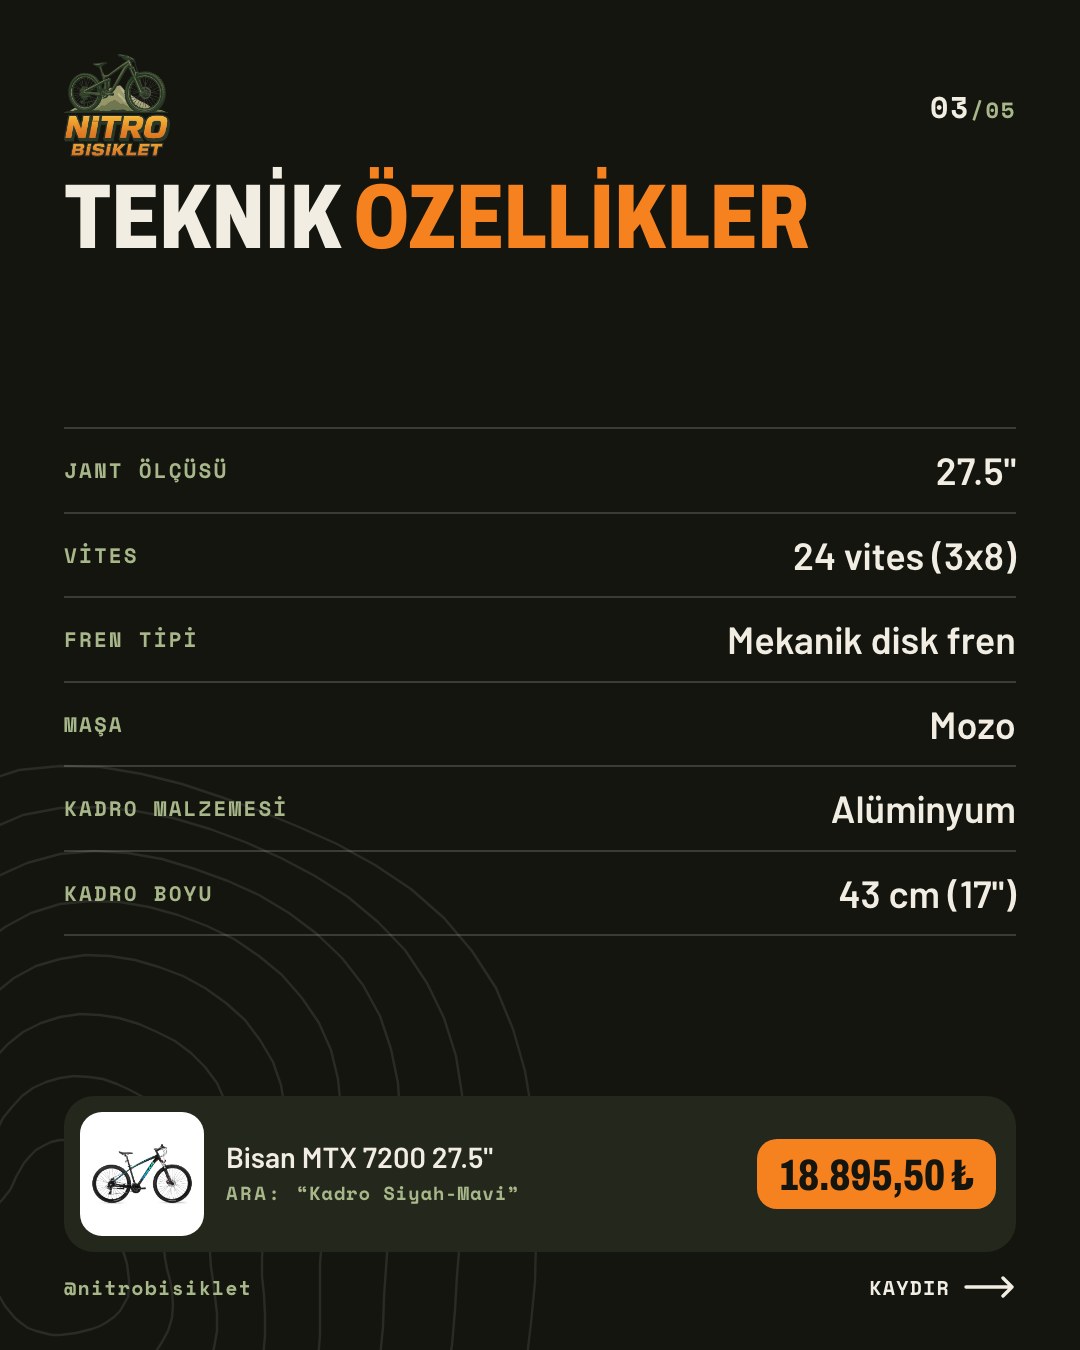 NiTRO
BISIKLET
03/05
TEKNİK ÖZELLİKLER
JANT ÖLÇÜSÜ 27.5"
VİTES 24 vites (3x8)
FREN TİPİ Mekanik disk fren
MAŞA Mozo
KADRO MALZEMESİ Alüminyum
KADRO BOYU 43 cm (17")
Bisan MTX 7200 27.5"
ARA: “Kadro Siyah-Mavi”
18.895,50 ₺
@nitrobisiklet
KAYDIR →